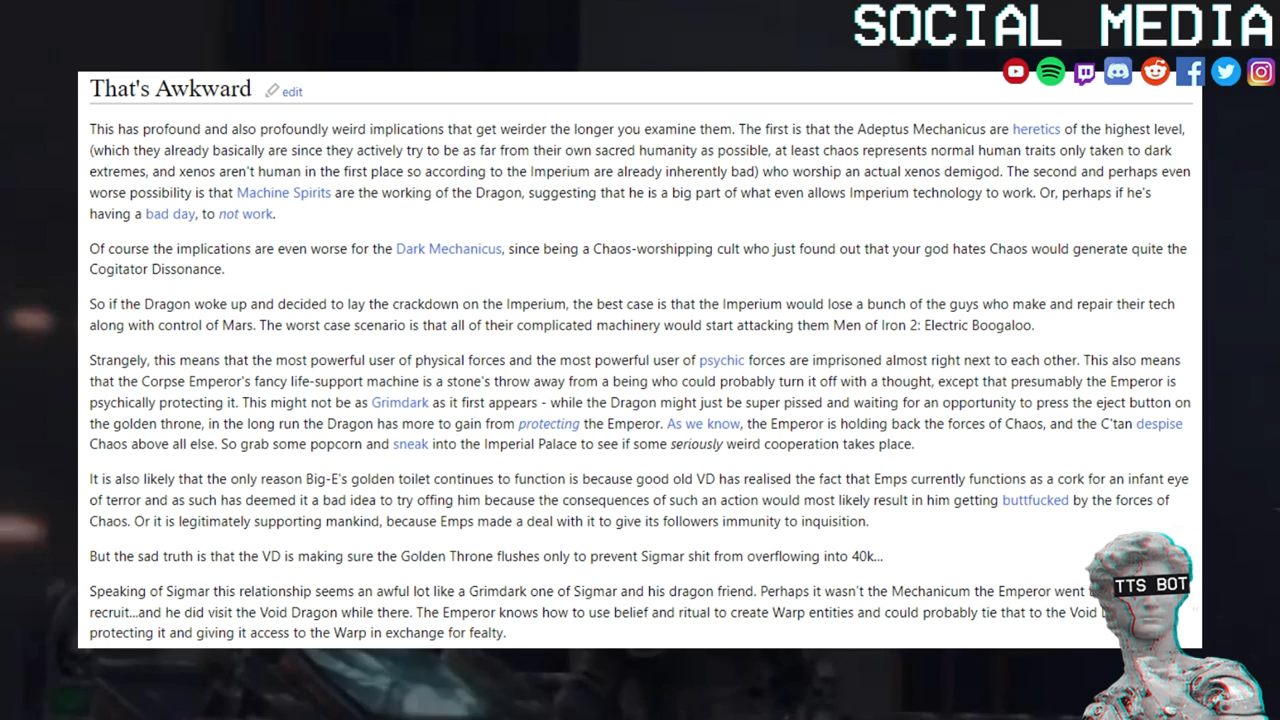 SOCIAL MEDIA
That's Awkward edit
This has profound and also profoundly weird implications that get weirder the longer you examine them. The first is that the Adeptus Mechanicus are heretics of the highest level,
(which they already basically are since they actively try to be as far from their own sacred humanity as possible, at least chaos represents normal human traits only taken to dark
extremes, and xenos aren't human in the first place so according to the Imperium are already inherently bad) who worship an actual xenos demigod. The second and perhaps even
worse possibility is that Machine Spirits are the working of the Dragon, suggesting that he is a big part of what even allows Imperium technology to work. Or, perhaps if he's
having a bad day, to not work.
Of course the implications are even worse for the Dark Mechanicus, since being a Chaos-worshipping cult who just found out that your god hates Chaos would generate quite the
Cogitator Dissonance.
So if the Dragon woke up and decided to lay the crackdown on the Imperium, the best case is that the Imperium would lose a bunch of the guys who make and repair their tech
along with control of Mars. The worst case scenario is that all of their complicated machinery would start attacking them Men of Iron 2: Electric Boogaloo.
Strangely, this means that the most powerful user of physical forces and the most powerful user of psychic forces are imprisoned almost right next to each other. This also means
that the Corpse Emperor's fancy life-support machine is a stone's throw away from a being who could probably turn it off with a thought, except that presumably the Emperor is
psychically protecting it. This might not be as Grimdark as it first appears - while the Dragon might just be super pissed and waiting for an opportunity to press the eject button on
the golden throne, in the long run the Dragon has more to gain from protecting the Emperor. As we know, the Emperor is holding back the forces of Chaos, and the C'tan despise
Chaos above all else. So grab some popcorn and sneak into the Imperial Palace to see if some seriously weird cooperation takes place.
It is also likely that the only reason Big-E's golden toilet continues to function is because good old VD has realised the fact that Emps currently functions as a cork for an infant eye
of terror and as such has deemed it a bad idea to try offing him because the consequences of such an action would most likely result in him getting buttfucked by the forces of
Chaos. Or it is legitimately supporting mankind, because Emps made a deal with it to give its followers immunity to inquisition.
But the sad truth is that the VD is making sure the Golden Throne flushes only to prevent Sigmar shit from overflowing into 40k...
Speaking of Sigmar this relationship seems an awful lot like a Grimdark one of Sigmar and his dragon friend. Perhaps it wasn't the Mechanicum the Emperor went
recruit...and he did visit the Void Dragon while there. The Emperor knows how to use belief and ritual to create Warp entities and could probably tie that to the Void
protecting it and giving it access to the Warp in exchange for fealty.
TTS BOT